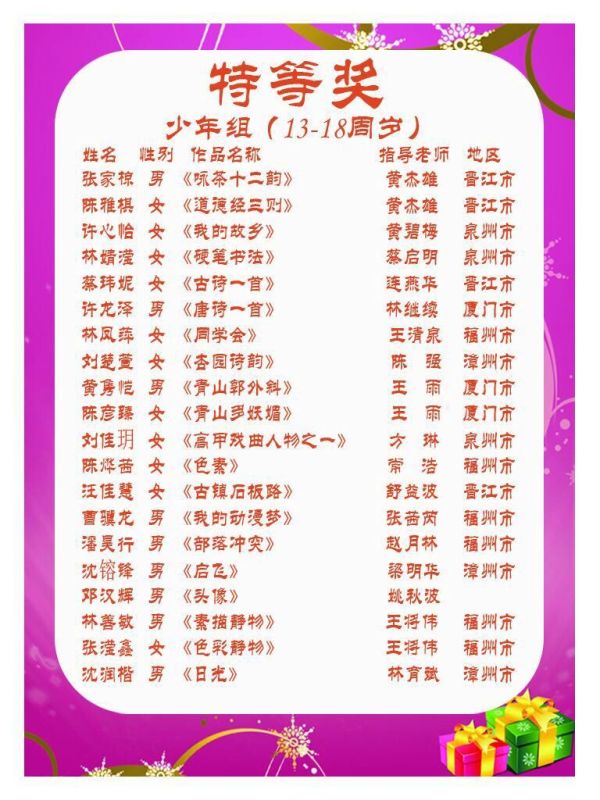 特等奖
少年组（13-18周岁）
姓名 性别 作品名称 指导老师 地区
张家椋 男 《咏茶十二韵》 黄杰雄 晋江市
陈雅棋 女 《道德经三则》 黄杰雄 晋江市
许心怡 女 《我的故乡》 黄碧梅 泉州市
林婧滢 女 《硬笔书法》 蔡启明 泉州市
蔡玮妮 女 《古诗一首》 连燕华 晋江市
许龙泽 男 《唐诗一首》 林继续 厦门市
林凤萍 女 《同学会》 王清泉 福州市
刘楚萱 女 《杏园诗韵》 陈 强 漳州市
黄隽恺 男 《青山郭外斜》 王 雨 厦门市
陈彦臻 女 《青山多妩媚》 王 雨 厦门市
刘佳玥 女 《高甲戏曲人物之一》 方 琳 泉州市
陈烨茜 女 《色素》 常 浩 福州市
汪佳慧 女 《古镇石板路》 舒益波 晋江市
曹骥龙 男 《我的动漫梦》 张茜芮 福州市
潘昊行 男 《部落冲突》 赵月林 福州市
沈镕锋 男 《启飞》 梁明华 漳州市
邓汉辉 男 《头像》 姚秋波
林善敏 男 《素描静物》 王将伟 福州市
张滢鑫 女 《色彩静物》 王将伟 福州市
沈润楷 男 《日光》 林育斌 漳州市